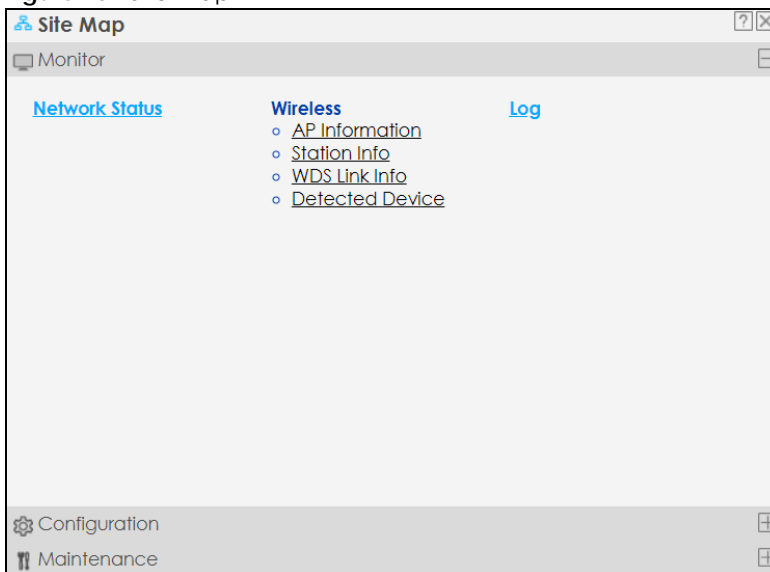 Site Map
Monitor
Network Status
Wireless
AP Information
Station Info
WDS Link Info
Detected Device
Log
Configuration
Maintenance